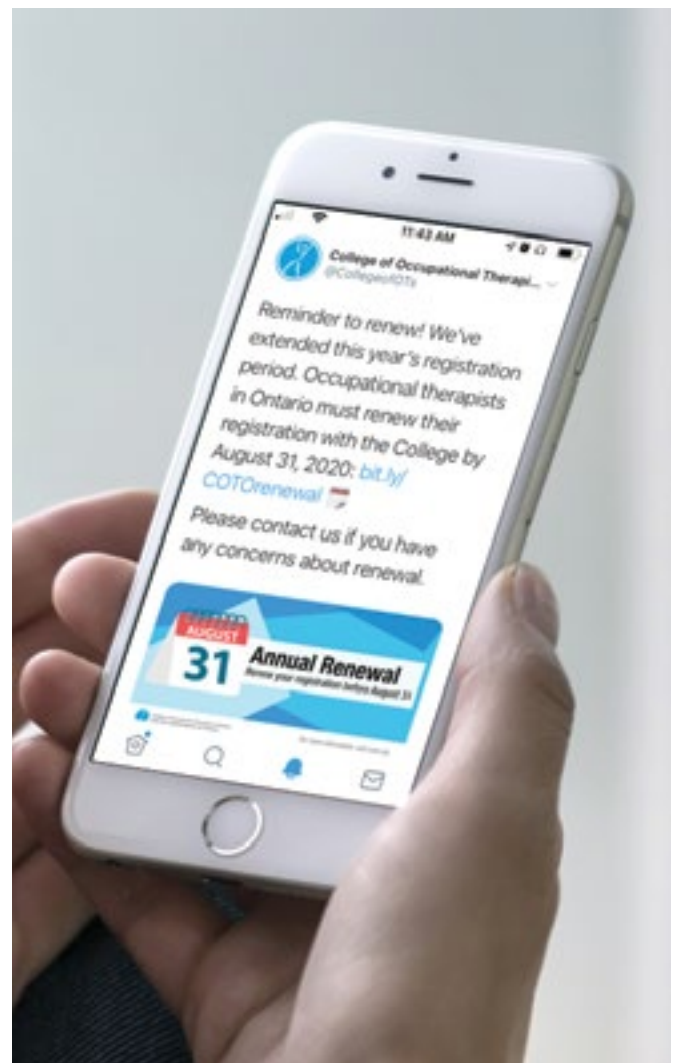 11:43 AM
College of Occupational Therapi...
@CollegeofOTs
Reminder to renew! We've
extended this year's registration
period. Occupational therapists
in Ontario must renew their
registration with the College by
August 31, 2020: bit.ly/
COTOrenewal
Please contact us if you have
any concerns about renewal.
AUGUST
31
Annual Renewal
Renew your registration before August 31